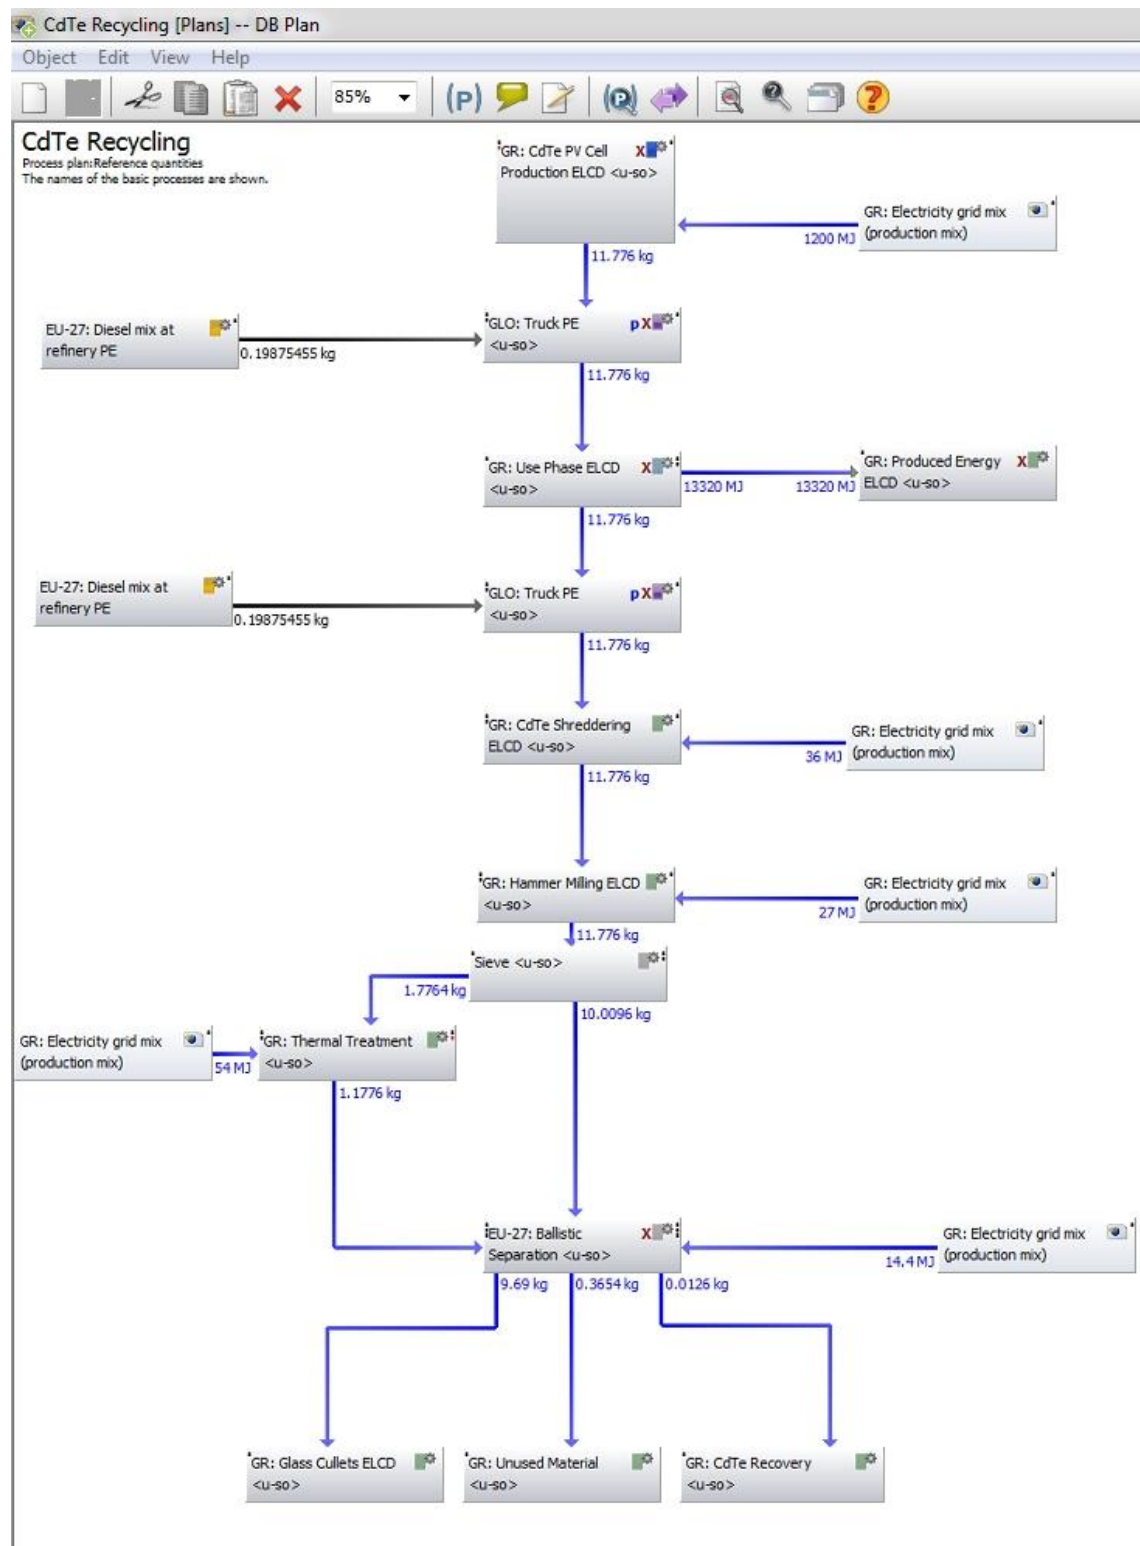 CdTe Recycling [Plans] -- DB Plan
Object Edit View Help
85%
(P)
CdTe Recycling
Process plan:Reference quantities
The names of the basic processes are shown.
GR: CdTe PV Cell X
Production ELCD <u-so>
GR: Electricity grid mix
(production mix)
1200 MJ
11.776 kg
EU-27: Diesel mix at
refinery PE
0.19875455 kg
GLO: Truck PE pX
<u-so>
11.776 kg
GR: Use Phase ELCD X
<u-so>
13320 MJ
13320 MJ
GR: Produced Energy X
ELCD <u-so>
11.776 kg
EU-27: Diesel mix at
refinery PE
0.19875455 kg
GLO: Truck PE pX
<u-so>
11.776 kg
GR: CdTe Shreddering
ELCD <u-so>
GR: Electricity grid mix
(production mix)
36 MJ
11.776 kg
GR: Hammer Milling ELCD
<u-so>
GR: Electricity grid mix
(production mix)
27 MJ
11.776 kg
Sieve <u-so>
1.7764 kg
10.0096 kg
GR: Electricity grid mix
(production mix)
54 MJ
GR: Thermal Treatment
<u-so>
1.1776 kg
EU-27: Ballistic X
Separation <u-so>
GR: Electricity grid mix
(production mix)
14.4 MJ
9.69 kg
0.3654 kg
0.0126 kg
GR: Glass Cullets ELCD
<u-so>
GR: Unused Material
<u-so>
GR: CdTe Recovery
<u-so>